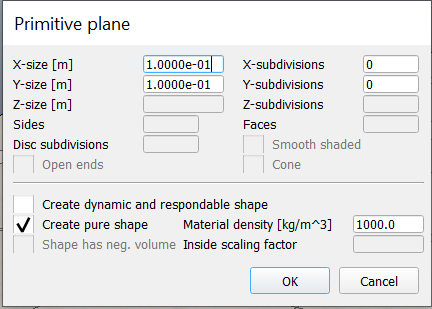 Primitive plane
X-size [m] 1.0000e-01 X-subdivisions 0
Y-size [m] 1.0000e-01 Y-subdivisions 0
Z-size [m] Z-subdivisions
Sides Faces
Disc subdivisions Smooth shaded
Open ends Cone
Create dynamic and respondable shape
Create pure shape Material density [kg/m^3] 1000.0
Shape has neg. volume Inside scaling factor
OK Cancel